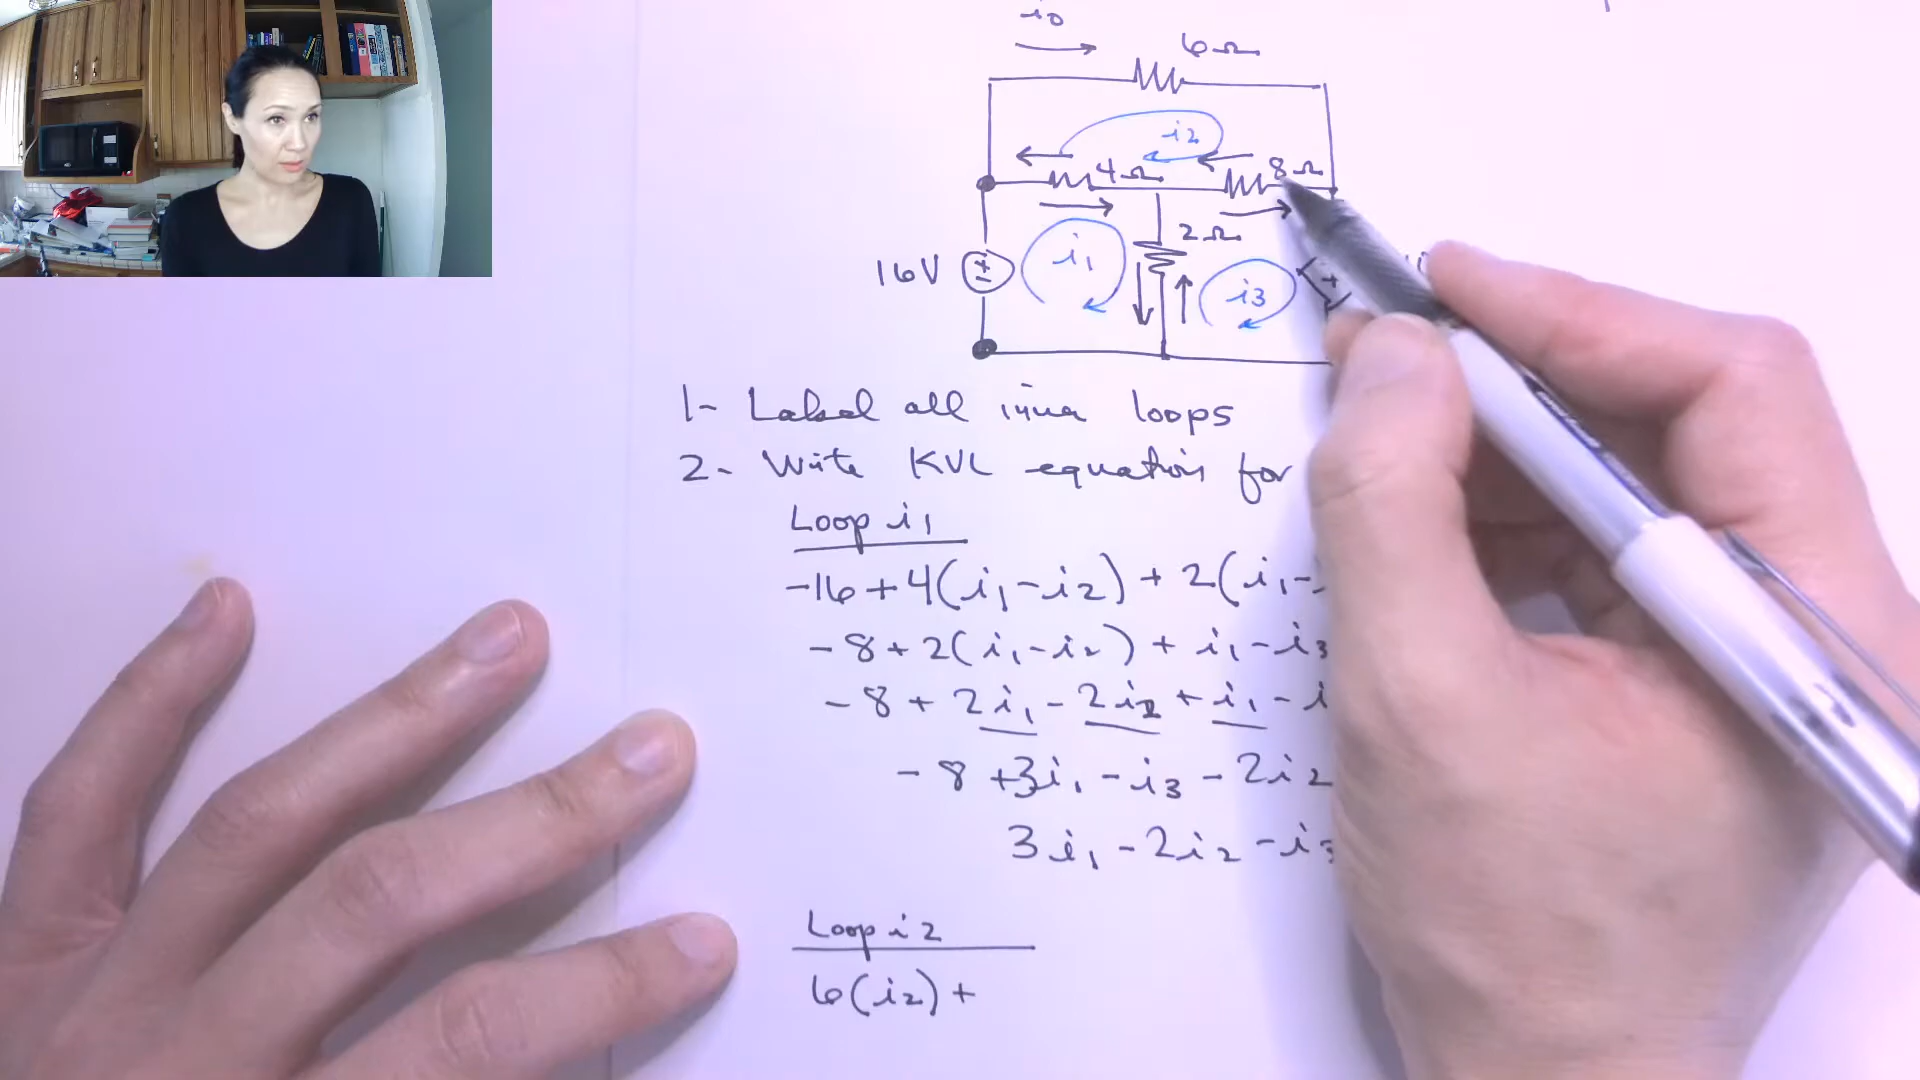 i0
6Ω
i2
4Ω
8Ω
2Ω
16V
+
-
i1
i3
+
1- Label all inner loops
2- Write KVL equation for
Loop i1
-16+4(i1-i2) + 2(i1-
-8+2(i1-i2) + i1-i3
-8+2i1-2i2+i1-i
-8+3i1-i3-2i2
3i1-2i2-i3
Loop i2
6(i2)+